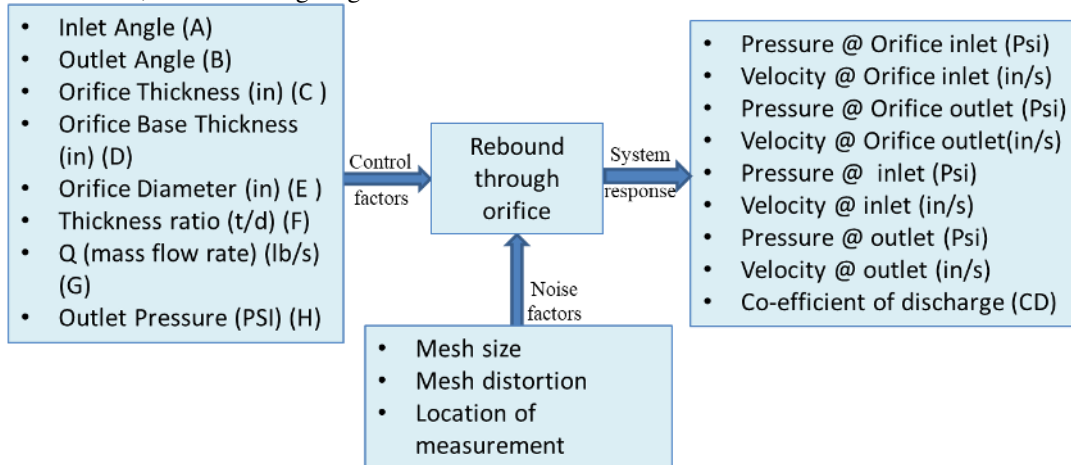 • Inlet Angle (A)
• Outlet Angle (B)
• Orifice Thickness (in) (C )
• Orifice Base Thickness
(in) (D)
• Orifice Diameter (in) (E )
• Thickness ratio (t/d) (F)
• Q (mass flow rate) (lb/s)
(G)
• Outlet Pressure (PSI) (H)
Control
factors
Rebound
through
orifice
System
response
• Pressure @ Orifice inlet (Psi)
• Velocity @ Orifice inlet (in/s)
• Pressure @ Orifice outlet (Psi)
• Velocity @ Orifice outlet(in/s)
• Pressure @ inlet (Psi)
• Velocity @ inlet (in/s)
• Pressure @ outlet (Psi)
• Velocity @ outlet (in/s)
• Co-efficient of discharge (CD)
Noise
factors
• Mesh size
• Mesh distortion
• Location of
measurement